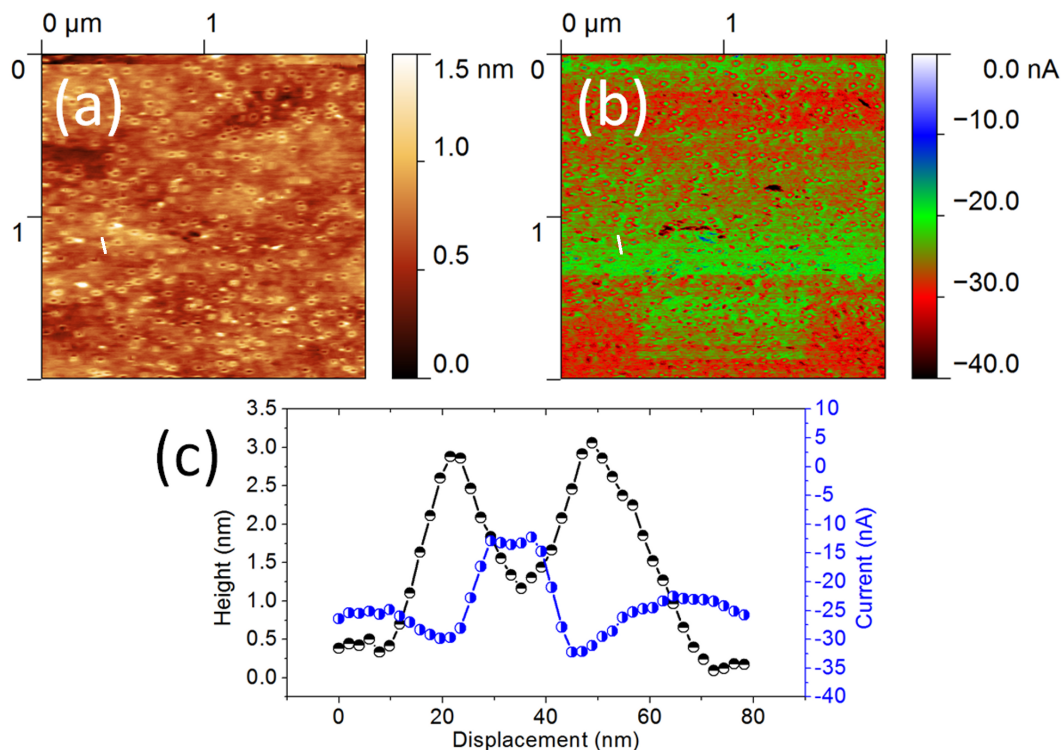 0 µm 1
0
1
(a)
1.5 nm
1.0
0.5
0.0
0 µm 1
(b)
0.0 nA
−10.0
−20.0
−30.0
−40.0
(c)
3.5
3.0
2.5
2.0
1.5
1.0
0.5
0.0
Height (nm)
10
5
0
-5
-10
-15
-20
-25
-30
-35
-40
Current (nA)
0 20 40 60 80
Displacement (nm)